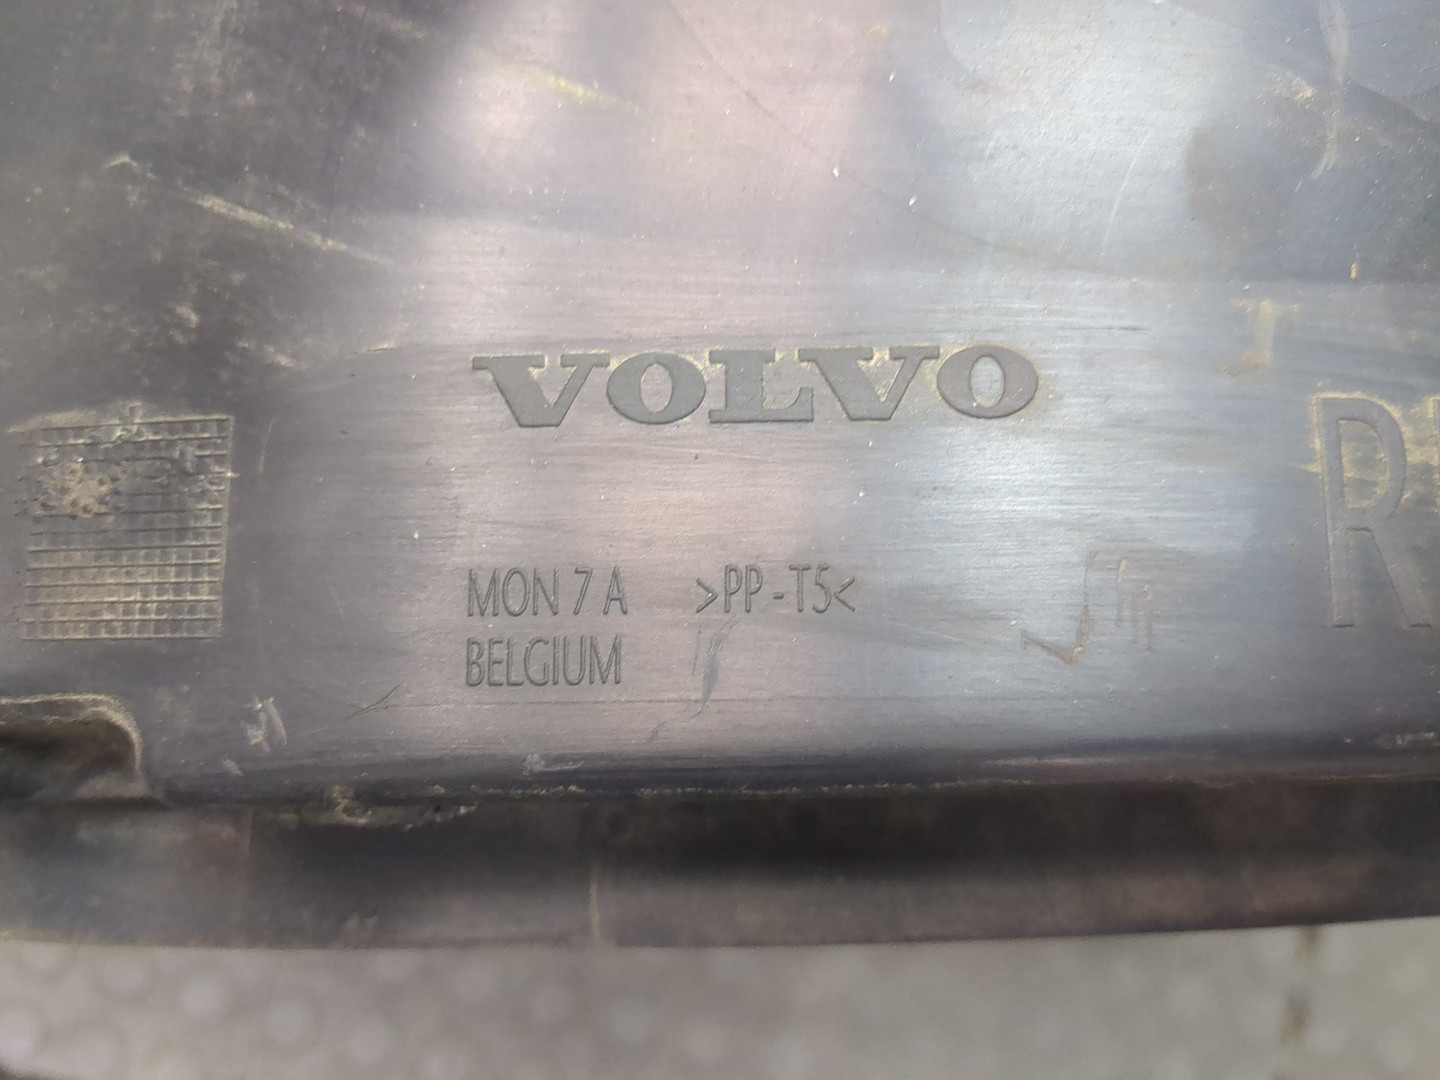 VOLVO
MON 7 A >PP-T5<
BELGIUM
R